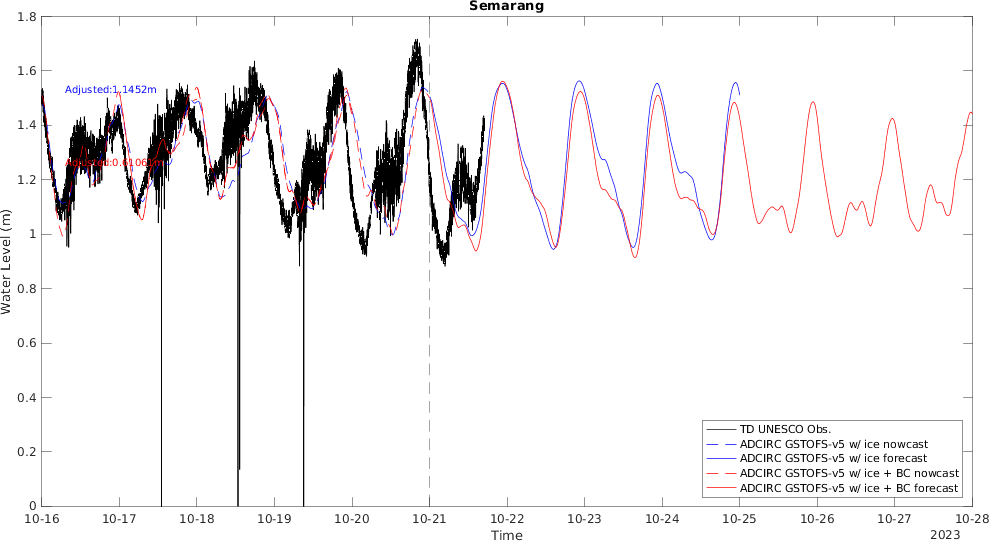 Semarang
1.8
1.6
1.4
1.2
1
0.8
0.6
0.4
0.2
0
Water Level (m)
Adjusted:1.1452m
TD UNESCO Obs.
ADCIRC GSTOFS-v5 w/ ice nowcast
ADCIRC GSTOFS-v5 w/ ice forecast
ADCIRC GSTOFS-v5 w/ ice + BC nowcast
ADCIRC GSTOFS-v5 w/ ice + BC forecast
10-16 10-17 10-18 10-19 10-20 10-21 10-22 10-23 10-24 10-25 10-26 10-27 10-28
Time
2023